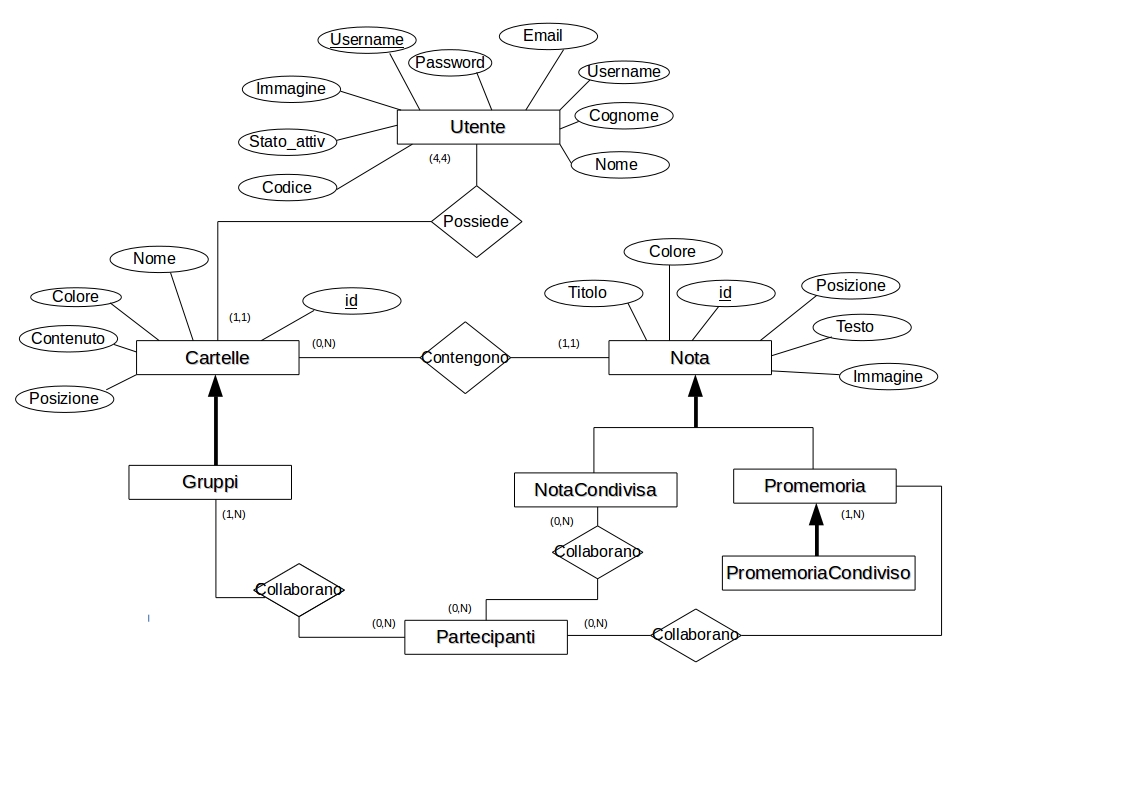 Username
Email
Password
Username
Immagine
Cognome
Utente
Stato_attiv
(4,4)
Nome
Codice
Possiede
Nome
Colore
Colore
id
Titolo
id
Posizione
(1,1)
Contenuto
Testo
(0,N)
(1,1)
Cartelle
Contengono
Nota
Immagine
Posizione
Gruppi
NotaCondivisa
Promemoria
(1,N)
(0,N)
(1,N)
Collaborano
PromemoriaCondiviso
Collaborano
(0,N)
(0,N)
(0,N)
Partecipanti
Collaborano